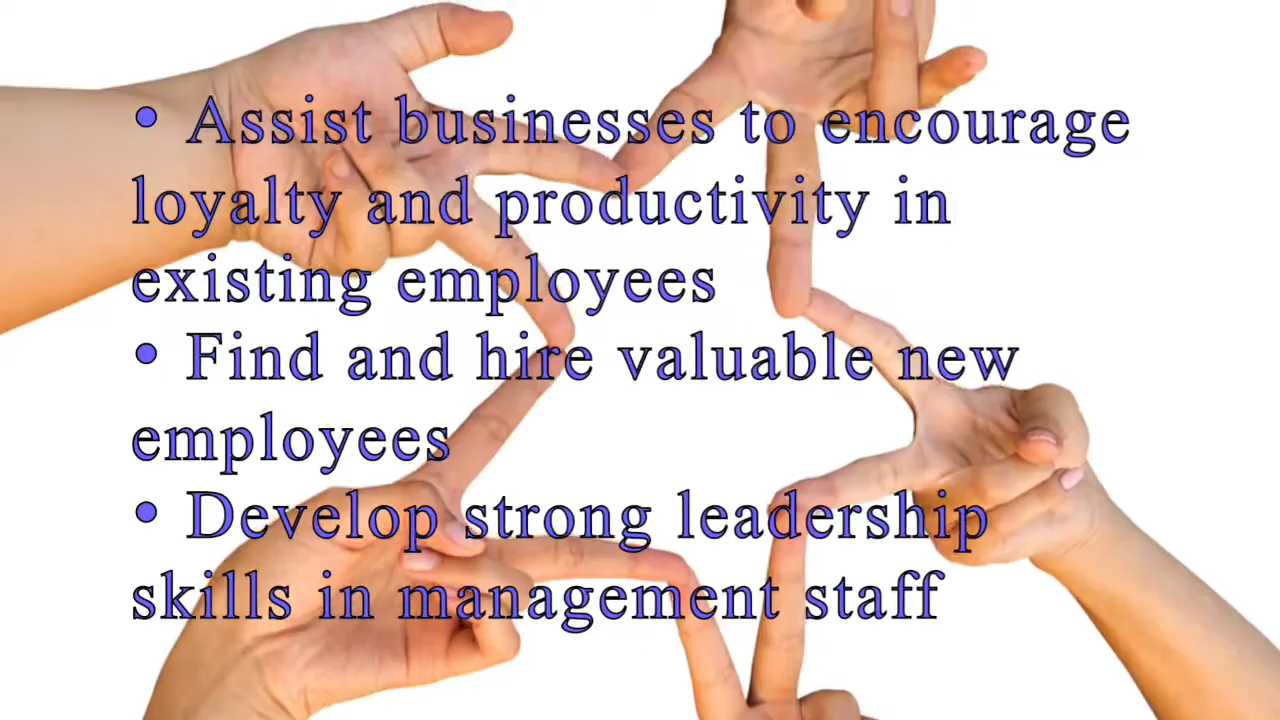 • Assist businesses to encourage
loyalty and productivity in
existing employees
• Find and hire valuable new
employees
• Develop strong leadership
skills in management staff